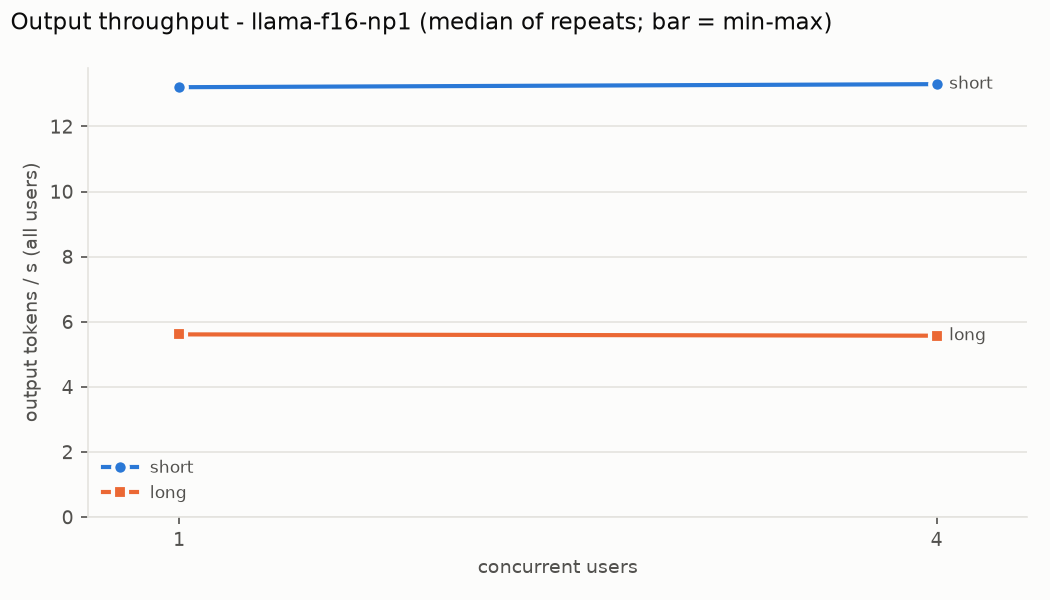 Output throughput - llama-f16-np1 (median of repeats; bar = min-max)
output tokens / s (all users)
12
10
8
6
4
2
0
short
long
short
long
1
4
concurrent users